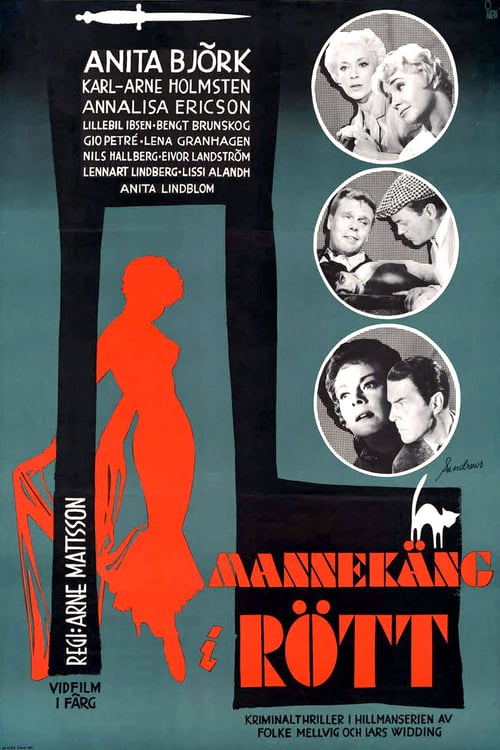 ANITA BJÖRK
KARL-ARNE HOLMSTEN
ANNALISA ERICSON
LILLEBIL IBSEN • BENGT BRUNSKOG
GIO PETRÉ • LENA GRANHAGEN
NILS HALLBERG • EIVOR LANDSTRÖM
LENNART LINDBERG • LISSI ALANDH
ANITA LINDBLOM
Sandrews
REGI: ARNE MATTSSON
MANNEKÄNG
i RÖTT
VIDFILM
I FÄRG
KRIMINALTHRILLER I HILLMANSERIEN AV
FOLKE MELLVIG OCH LARS WIDDING